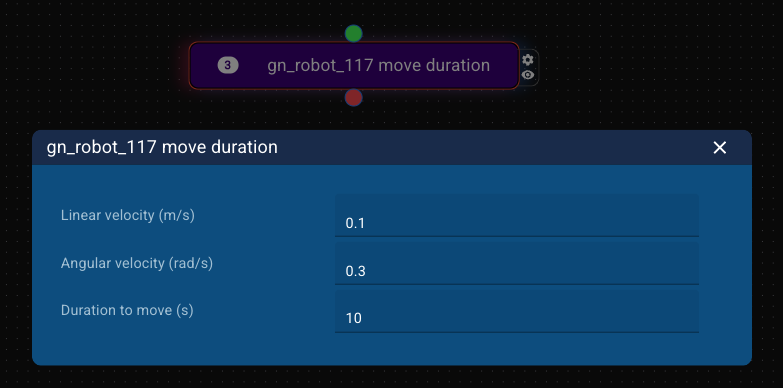 3 gn_robot_117 move duration
gn_robot_117 move duration
Linear velocity (m/s) 0.1
Angular velocity (rad/s) 0.3
Duration to move (s) 10